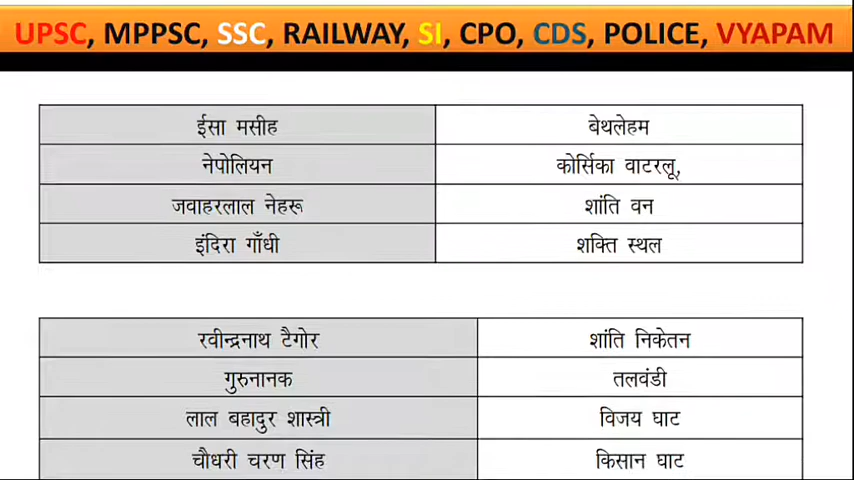 UPSC, MPPSC, SSC, RAILWAY, SI, CPO, CDS, POLICE, VYAPAM
ईसा मसीह बेथलेहम
नेपोलियन कोर्सिका वाटरलू,
जवाहरलाल नेहरू शांति वन
इंदिरा गाँधी शक्ति स्थल
रवीन्द्रनाथ टैगोर शांति निकेतन
गुरुनानक तलवंडी
लाल बहादुर शास्त्री विजय घाट
चौधरी चरण सिंह किसान घाट